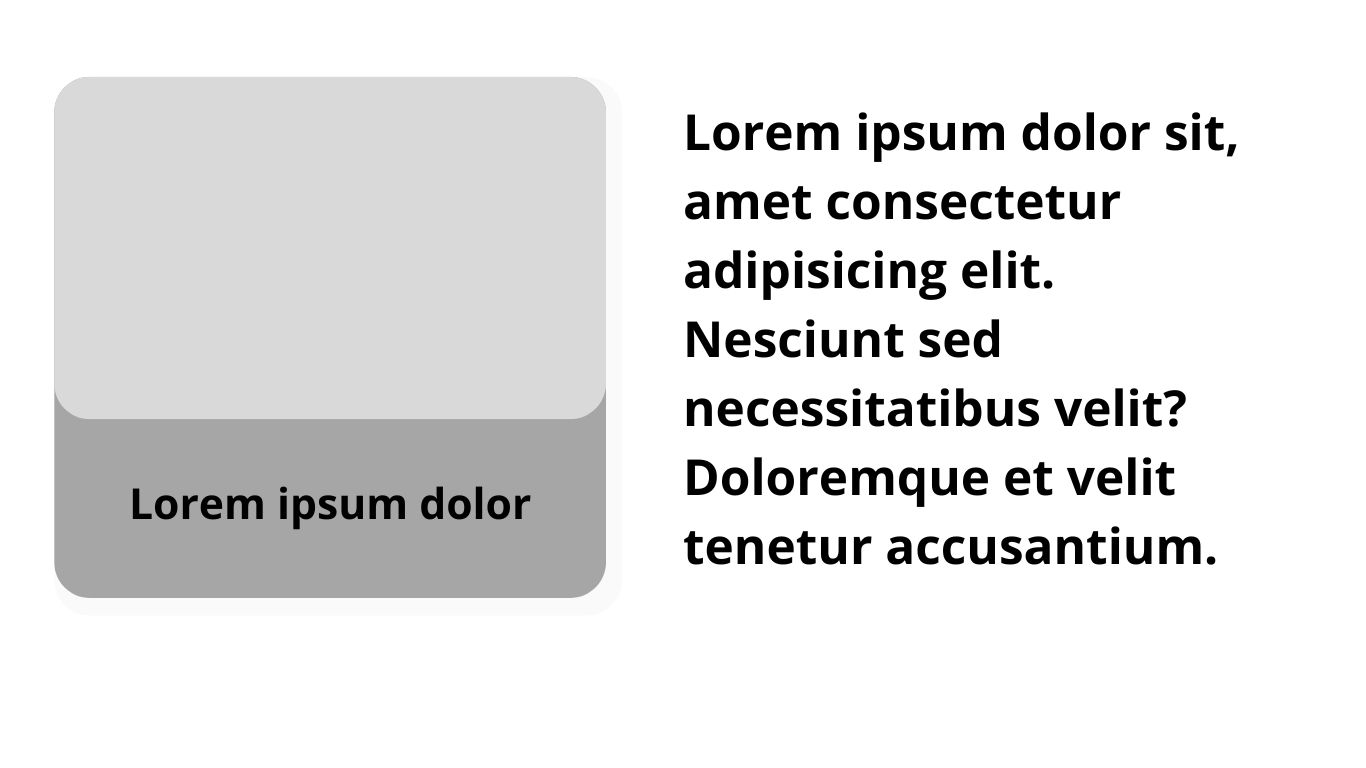 Lorem ipsum dolor
Lorem ipsum dolor sit,
amet consectetur
adipisicing elit.
Nesciunt sed
necessitatibus velit?
Doloremque et velit
tenetur accusantium.